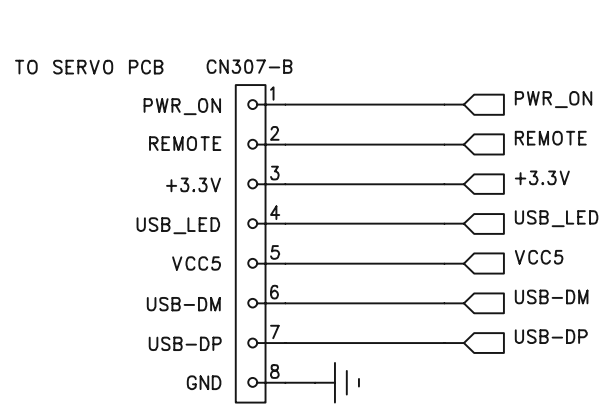 TO SERVO PCB CN307-B
PWR_ON 1 PWR_ON
REMOTE 2 REMOTE
+3.3V 3 +3.3V
USB_LED 4 USB_LED
VCC5 5 VCC5
USB-DM 6 USB-DM
USB-DP 7 USB-DP
GND 8